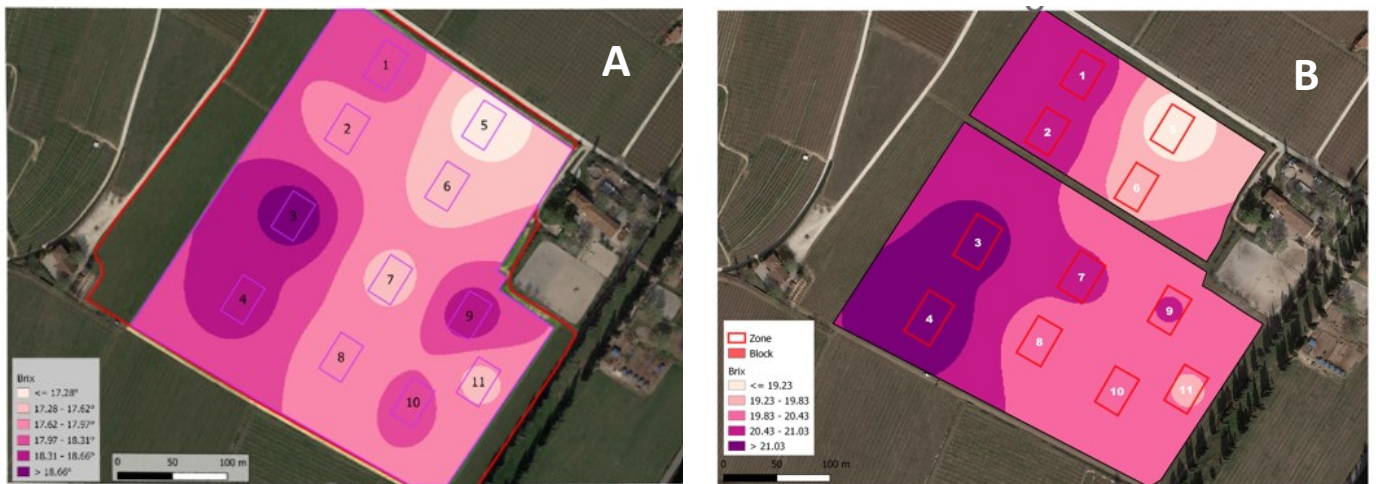 A
1
2
5
6
3
4
7
9
8
11
10
Brix
<= 17.28°
17.28 - 17.62°
17.62 - 17.97°
17.97 - 18.31°
18.31 - 18.66°
> 18.66°
0 50 100 m
B
1
2
5
6
3
4
7
9
8
10
11
Zone
Block
Brix
<= 19.23
19.23 - 19.83
19.83 - 20.43
20.43 - 21.03
> 21.03
0 50 100 m